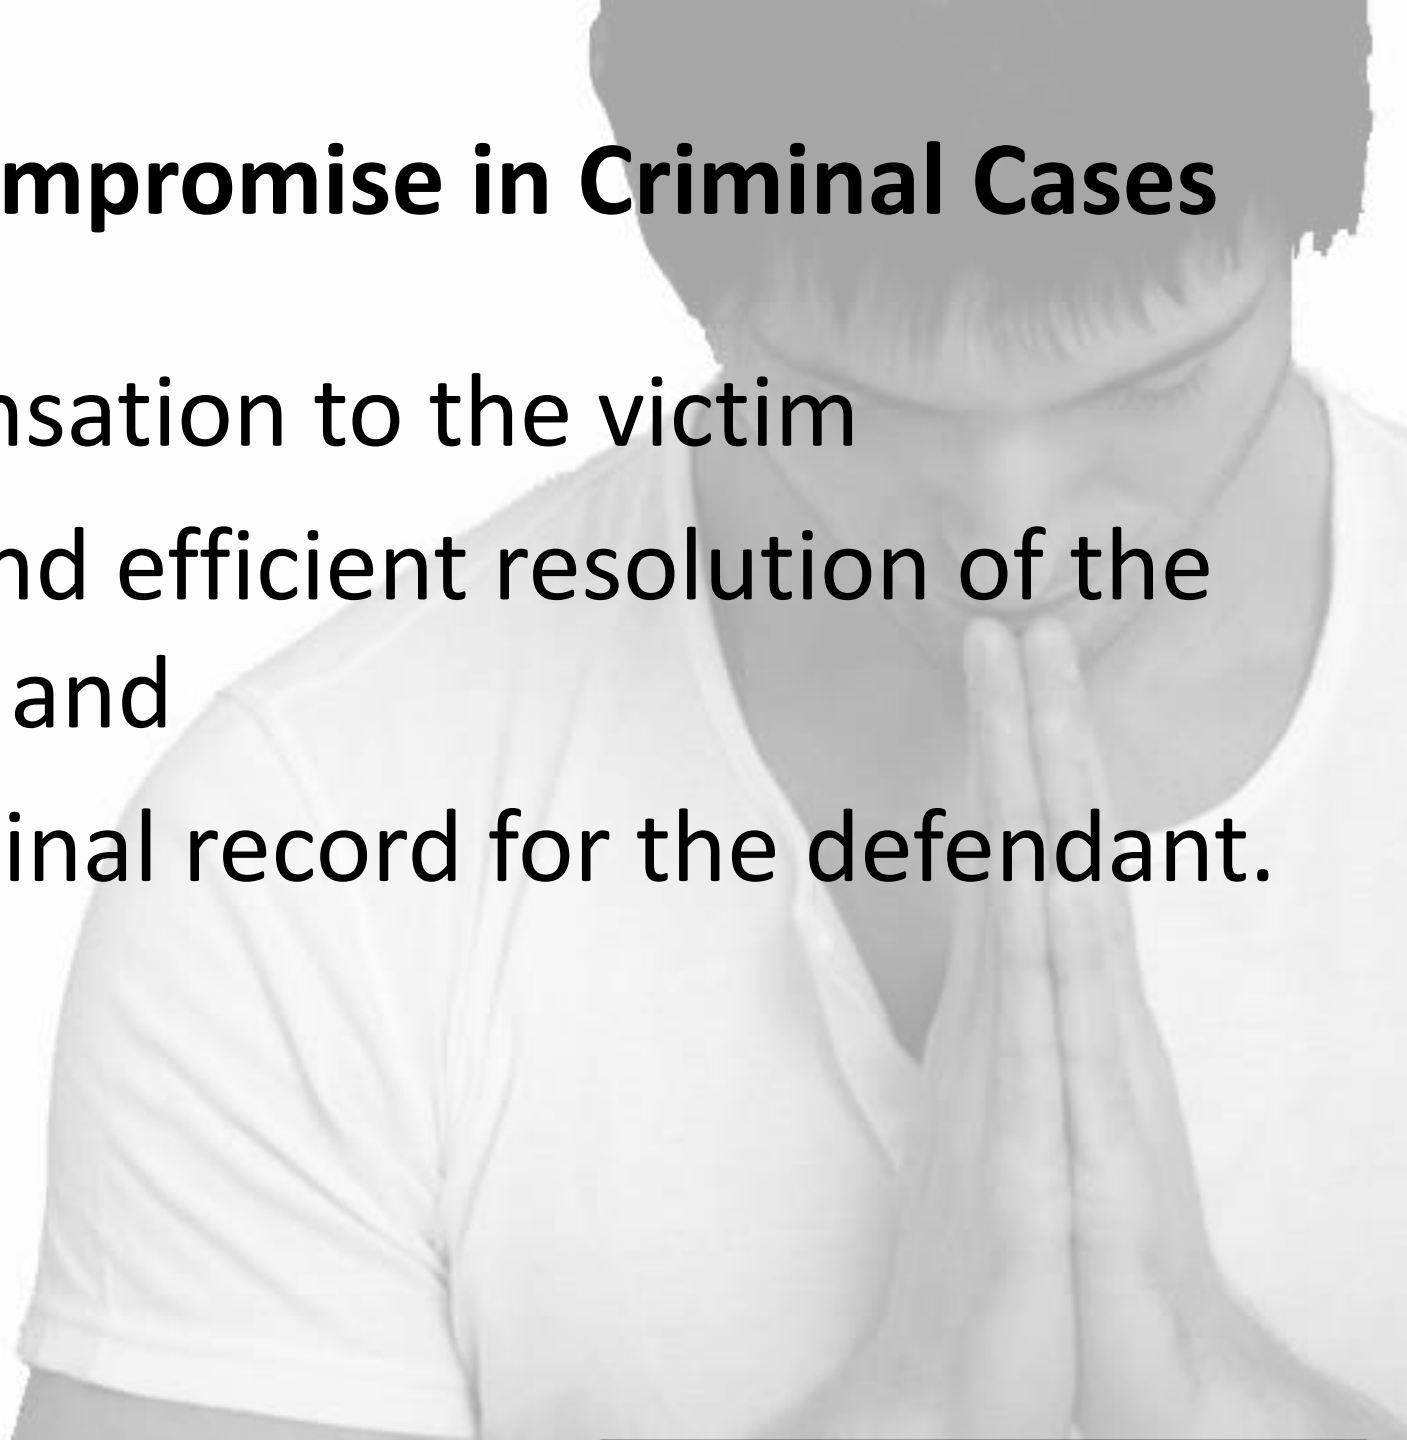 mpromise in Criminal Cases
nsation to the victim
nd efficient resolution of the
and
inal record for the defendant.